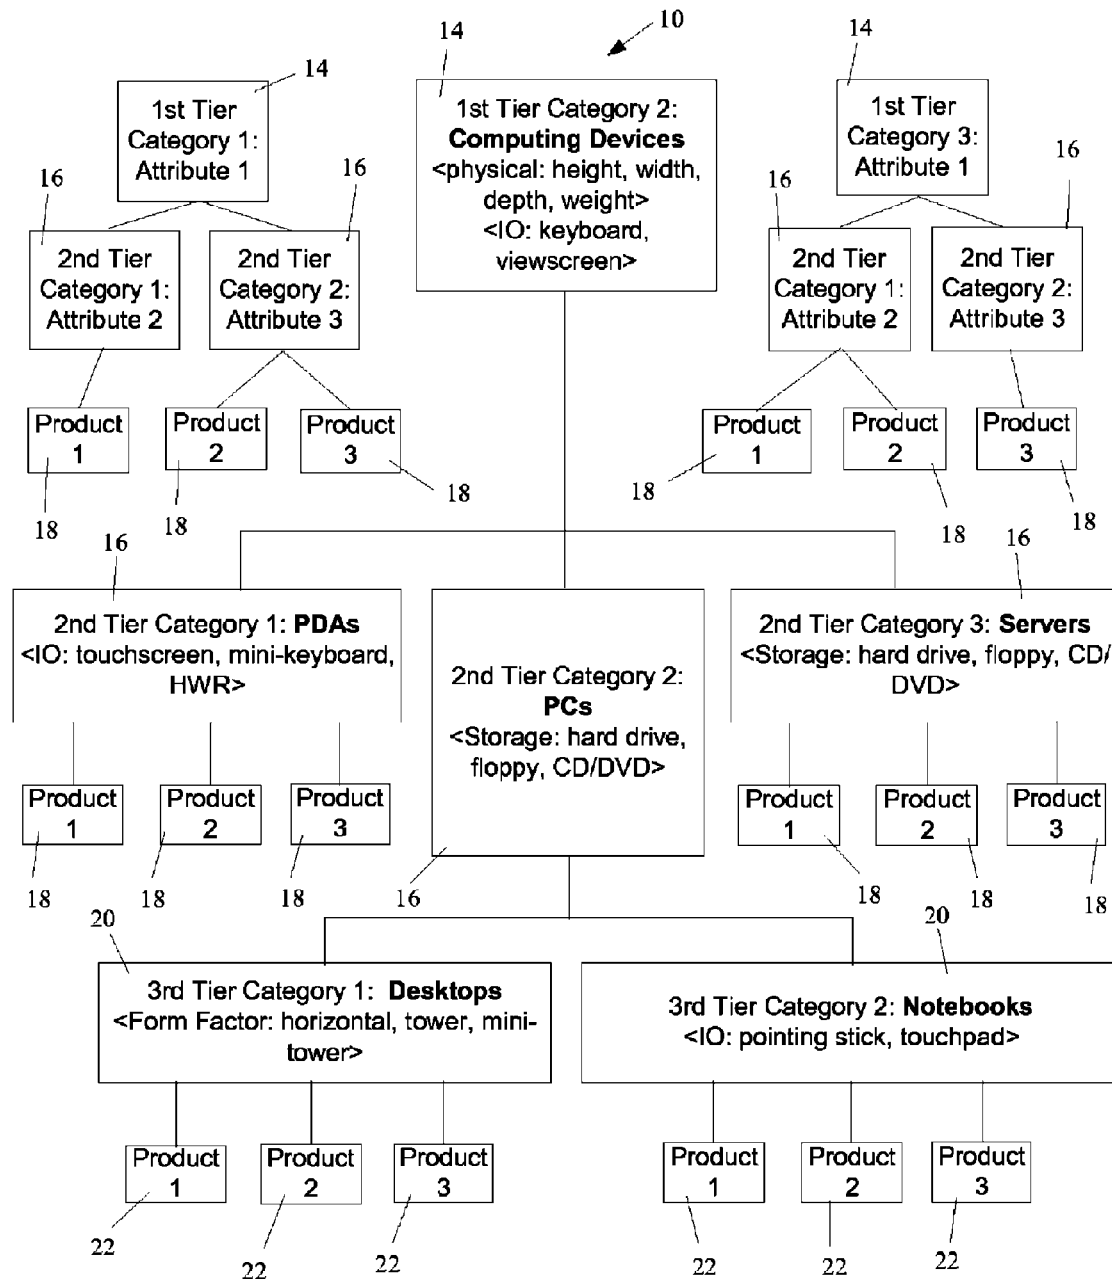 10
14
14
14
1st Tier
Category 1:
Attribute 1
1st Tier Category 2:
Computing Devices
<physical: height, width,
depth, weight>
<IO: keyboard,
viewscreen>
1st Tier
Category 3:
Attribute 1
16
16
16
16
2nd Tier
Category 1:
Attribute 2
2nd Tier
Category 2:
Attribute 3
2nd Tier
Category 1:
Attribute 2
2nd Tier
Category 2:
Attribute 3
Product
1
Product
2
Product
3
Product
1
Product
2
Product
3
18
18
18
18
18
18
16
16
2nd Tier Category 1: PDAs
<IO: touchscreen, mini-keyboard,
HWR>
2nd Tier Category 2:
PCs
<Storage: hard drive,
floppy, CD/DVD>
2nd Tier Category 3: Servers
<Storage: hard drive, floppy, CD/
DVD>
Product
1
Product
2
Product
3
Product
1
Product
2
Product
3
18
18
18
16
18
18
18
20
20
3rd Tier Category 1: Desktops
<Form Factor: horizontal, tower, mini-
tower>
3rd Tier Category 2: Notebooks
<IO: pointing stick, touchpad>
Product
1
Product
2
Product
3
Product
1
Product
2
Product
3
22
22
22
22
22
22